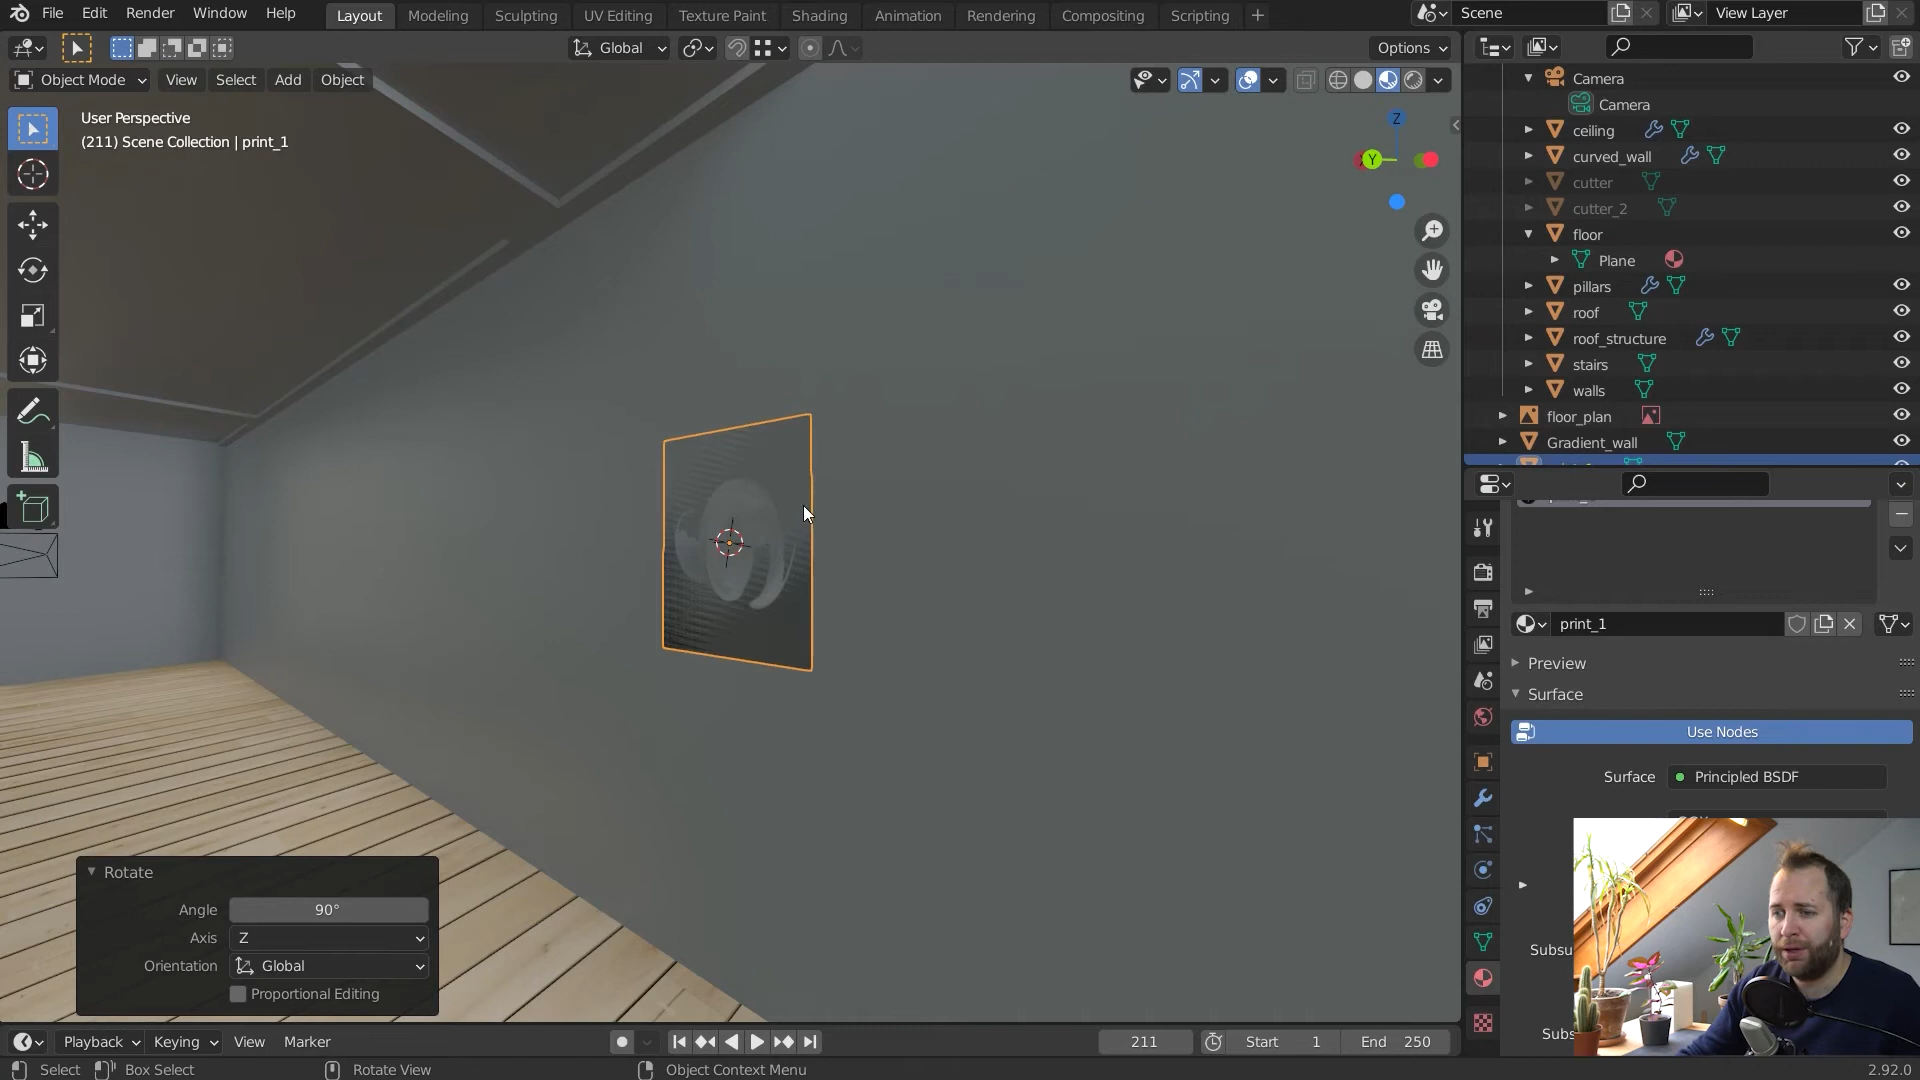 File Edit Render Window Help Layout Modeling Sculpting UV Editing Texture Paint Shading Animation Rendering Compositing Scripting + Scene View Layer
Global Options
Object Mode View Select Add Object
User Perspective
(211) Scene Collection | print_1
Z
Y
Camera
Camera
ceiling
curved_wall
cutter
cutter_2
floor
Plane
pillars
roof
roof_structure
stairs
walls
floor_plan
Gradient_wall
print_1
Preview
Surface
Use Nodes
Surface Principled BSDF
Subsu
Subs
Rotate
Angle 90°
Axis Z
Orientation Global
Proportional Editing
Playback Keying View Marker 211 Start 1 End 250
Select Box Select Rotate View Object Context Menu 2.92.0